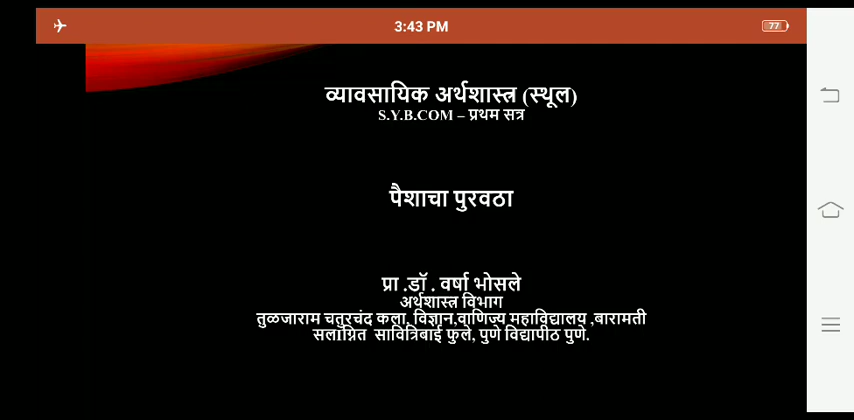 3:43 PM
77
व्यावसायिक अर्थशास्त्र (स्थूल)
S.Y.B.COM – प्रथम सत्र
पैशाचा पुरवठा
प्रा .डॉ . वर्षा भोसले
अर्थशास्त्र विभाग
तुळजाराम चतुरचंद कला, विज्ञान,वाणिज्य महाविद्यालय ,बारामती
सलांग्नित सावित्रिबाई फुले, पुणे विद्यापीठ पुणे.